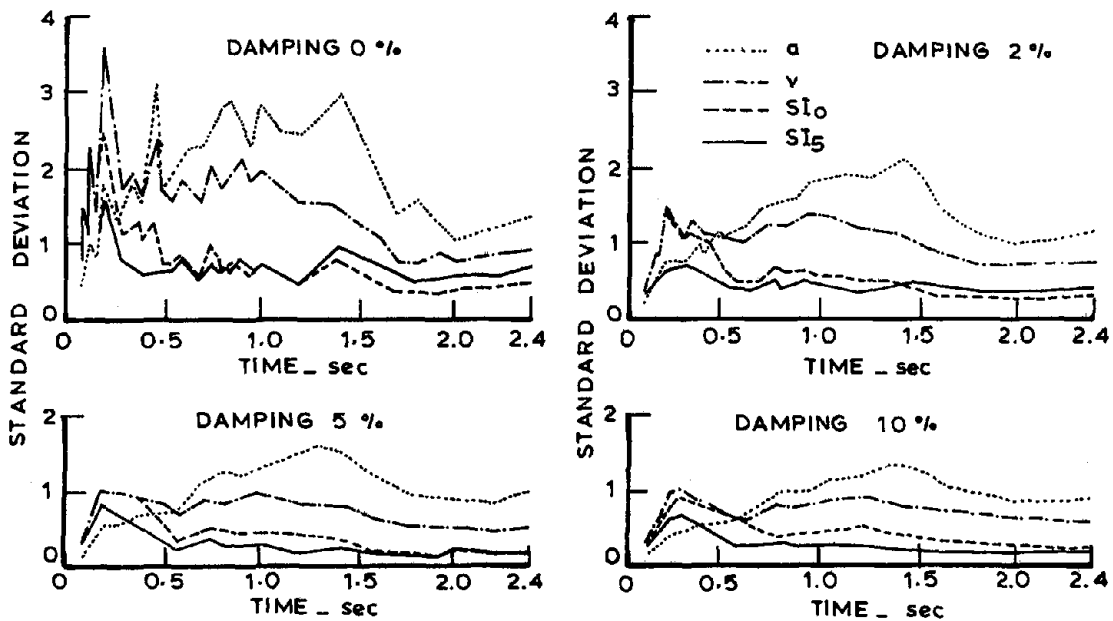 DAMPING 0 %
4
3
2
1
0
0 0.5 1.0 1.5 2.0 2.4
TIME _ sec
STANDARD DEVIATION
DAMPING 2 %
a
v
SI0
SI5
4
3
2
1
0
0 0.5 1.0 1.5 2.0 2.4
TIME _ sec
STANDARD DEVIATION
DAMPING 5 %
2
1
0
0 0.5 1.0 1.5 2.0 2.4
TIME _ sec
DAMPING 10 %
2
1
0
0 0.5 1.0 1.5 2.0 2.4
TIME _ sec